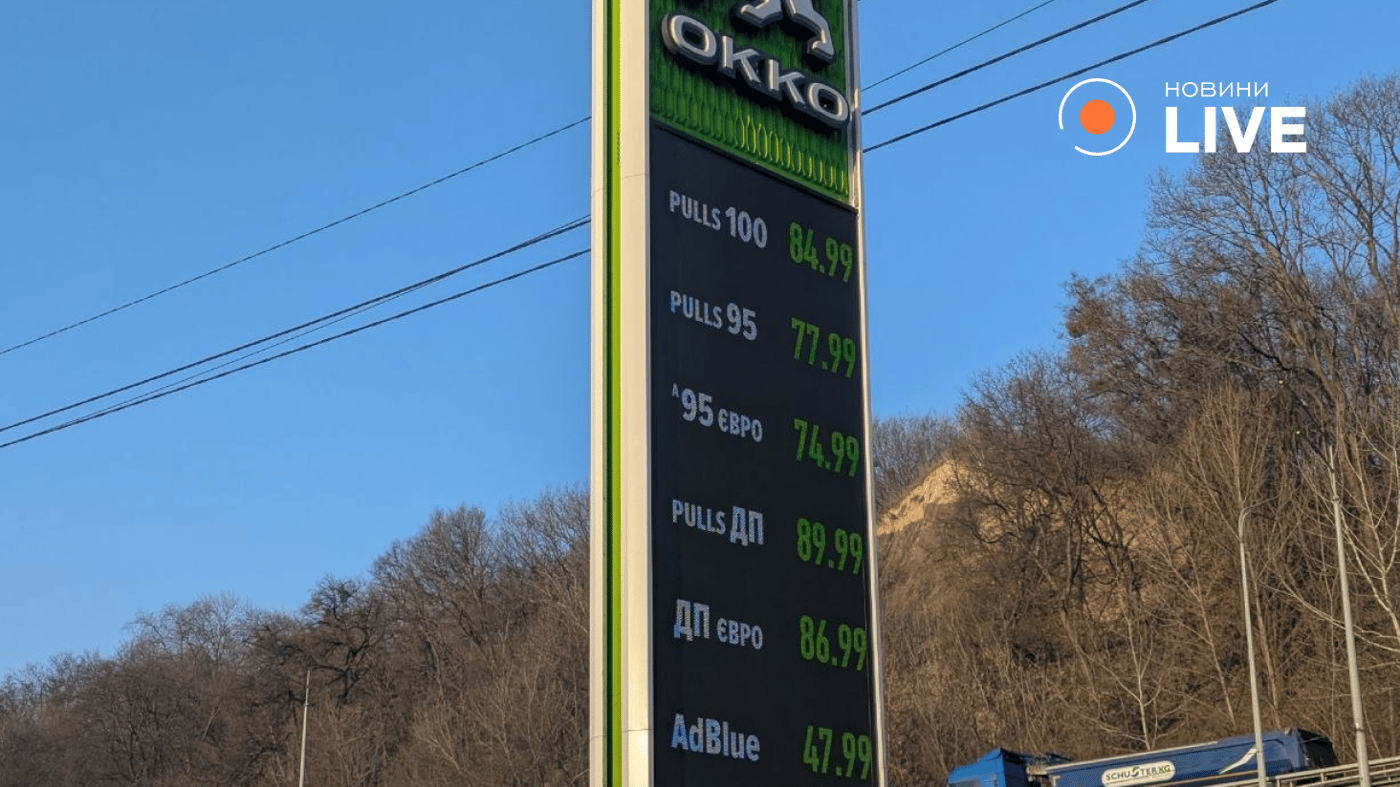 OKKO
НОВИНИ
LIVE
PULLS 100 84.99
PULLS 95 77.99
А 95 ЄВРО 74.99
PULLS ДП 89.99
ДП ЄВРО 86.99
AdBlue 47.99
SCHUSTER KG